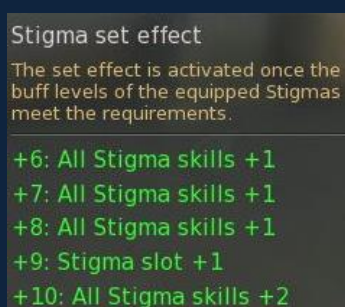 Stigma set effect
The set effect is activated once the
buff levels of the equipped Stigmas
meet the requirements.
+6: All Stigma skills +1
+7: All Stigma skills +1
+8: All Stigma skills +1
+9: Stigma slot +1
+10: All Stigma skills +2